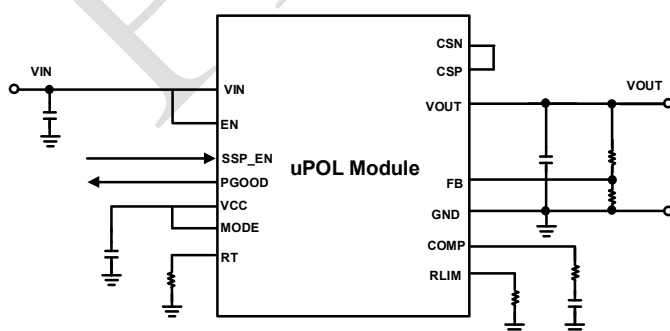 VIN
VIN
EN
SSP_EN
PGOOD
VCC
MODE
RT
uPOL Module
CSN
CSP
VOUT
VOUT
FB
GND
COMP
RLIM